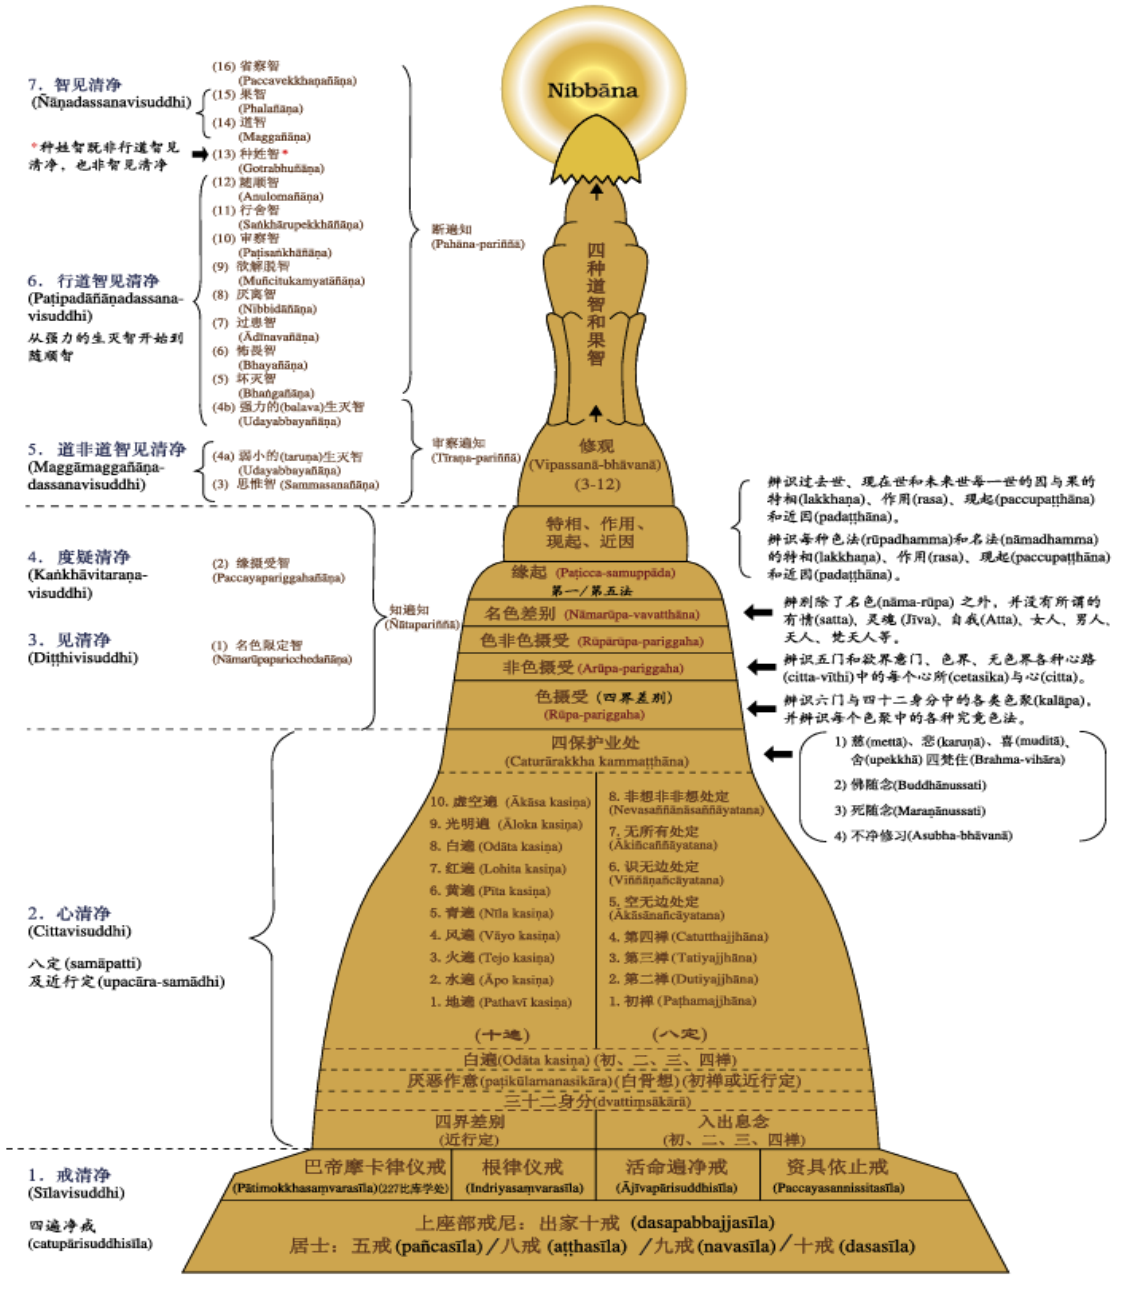 Nibbāna
7. 智见清净
(Ñāṇadassanavisuddhi)
*种姓智既非行道智见
清净，也非智见清净
6. 行道智见清净
(Paṭipadāñāṇadassana-
visuddhi)
从强力的生灭智开始到
随顺智
5. 道非道智见清净
(Maggāmaggañāṇa-
dassanavisuddhi)
4. 度疑清净
(Kaṅkhāvitaraṇa-
visuddhi)
3. 见清净
(Diṭṭhivisuddhi)
2. 心清净
(Cittavisuddhi)
八定(samāpatti)
及近行定(upacāra-samādhi)
1. 戒清净
(Sīlavisuddhi)
四遍净戒
(catupārisuddhisīla)
(16) 省察智
(Paccavekkhaṇañāṇa)
(15) 果智
(Phalañāṇa)
(14) 道智
(Maggañāṇa)
(13) 种姓智*
(Gotrabhuñāṇa)
(12) 随顺智
(Anulomañāṇa)
(11) 行舍智
(Saṅkhārupekkhāñāṇa)
(10) 审察智
(Paṭisaṅkhāñāṇa)
(9) 欲解脱智
(Muñcitukamyatāñāṇa)
(8) 厌离智
(Nibbidāñāṇa)
(7) 过患智
(Ādīnavañāṇa)
(6) 怖畏智
(Bhayañāṇa)
(5) 坏灭智
(Bhaṅgañāṇa)
(4b) 强力的(balava)生灭智
(Udayabbayañāṇa)
(4a) 弱小的(taruṇa)生灭智
(Udayabbayañāṇa)
(3) 思惟智 (Sammasanañāṇa)
(2) 缘摄受智
(Paccayapariggahañāṇa)
(1) 名色限定智
(Nāmarūpaparicchedañāṇa)
断遍知
(Pahāna-pariññā)
审察遍知
(Tīraṇa-pariññā)
知遍知
(Ñātapariññā)
四种道智和果智
修观
(Vipassanā-bhāvanā)
(3-12)
特相、作用、
现起、近因
缘起 (Paṭicca-samuppāda)
第一/第五法
名色差别 (Nāmarūpa-vavatthāna)
色非色摄受 (Rūpārūpa-pariggaha)
非色摄受 (Arūpa-pariggaha)
色摄受 (四界差别)
(Rūpa-pariggaha)
四保护业处
(Caturārakkha kammaṭṭhāna)
10. 虚空遍 (Ākāsa kasiṇa)
9. 光明遍 (Āloka kasiṇa)
8. 白遍 (Odāta kasiṇa)
7. 红遍 (Lohita kasiṇa)
6. 黄遍 (Pīta kasiṇa)
5. 青遍 (Nīla kasiṇa)
4. 风遍 (Vāyo kasiṇa)
3. 火遍 (Tejo kasiṇa)
2. 水遍 (Āpo kasiṇa)
1. 地遍 (Pathavī kasiṇa)
(十遍)
8. 非想非非想处定
(Nevasaññānāsaññāyatana)
7. 无所有处定
(Ākiñcaññāyatana)
6. 识无边处定
(Viññāṇañcāyatana)
5. 空无边处定
(Ākāsānañcāyatana)
4. 第四禅 (Catutthajjhāna)
3. 第三禅 (Tatiyajjhāna)
2. 第二禅 (Dutiyajjhāna)
1. 初禅 (Paṭhamajjhāna)
(八定)
白遍(Odāta kasiṇa) (初、二、三、四禅)
厌恶作意(paṭikūlamanasikāra)(白骨想)(初禅或近行定)
三十二身分(dvattiṃsākārā)
四界差别
(近行定)
入出息念
(初、二、三、四禅)
巴帝摩卡律仪戒
(Pātimokkhasaṃvarasīla)(227比库学处)
根律仪戒
(Indriyasaṃvarasīla)
活命遍净戒
(Ājīvapārisuddhisīla)
资具依止戒
(Paccayasannissitasīla)
上座部戒尼：出家十戒 (dasapabbajjasīla)
居士：五戒(pañcasīla)/八戒 (aṭṭhasīla) /九戒(navasīla)/十戒(dasasīla)
辨识过去世、现在世和未来世每一世的因与果的
特相(lakkhaṇa)、作用(rasa)、现起(paccupaṭṭhāna)
和近因(padaṭṭhāna)。
辨识每种色法(rūpadhamma)和名法(nāmadhamma)
的特相(lakkhaṇa)、作用(rasa)、现起(paccupaṭṭhāna)
和近因(padaṭṭhāna)。
辨别除了名色(nāma-rūpa) 之外，并没有所谓的
有情(satta)、灵魂(Jīva)、自我(Atta)、女人、男人、
天人、梵天人等。
辨识五门和欲界意门、色界、无色界各种心路
(citta-vīthi)中的每个心所(cetasika)与心(citta)。
辨识六门与四十二身分中的各类色聚(kalāpa)，
并辨识每个色聚中的各种究竟色法。
1) 慈(mettā)、悲(karuṇā)、喜(muditā)、
舍(upekkhā) 四梵住(Brahma-vihāra)
2) 佛随念(Buddhānussati)
3) 死随念(Maraṇānussati)
4) 不净修习(Asubha-bhāvanā)